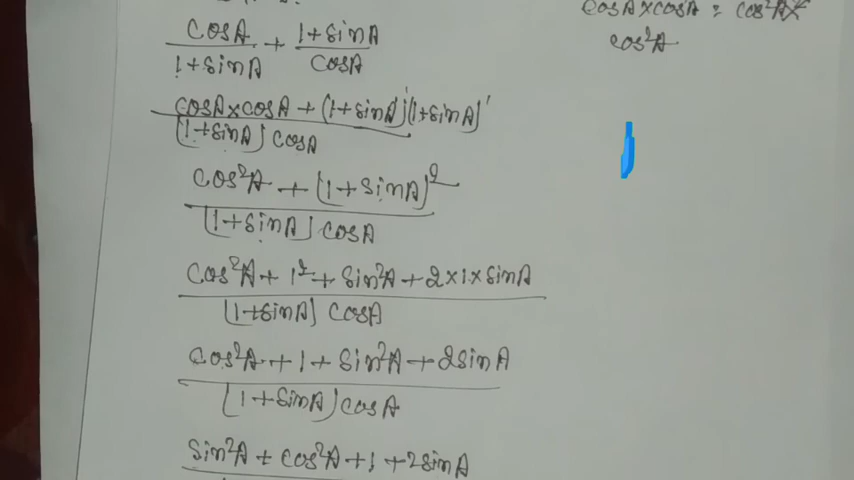 cosA×cosA = cos²A×
cos²A
cosA/1+sinA + 1+sinA/cosA
cosA×cosA + (1+sinA)¹(1+sinA)¹/(1+sinA) cosA
cos²A + (1+sinA)²/(1+sinA) cosA
cos²A + 1² + sin²A + 2×1×sinA/(1+sinA) cosA
cos²A + 1 + sin²A + 2sinA/(1+sinA) cosA
sin²A + cos²A + 1 + 2sinA